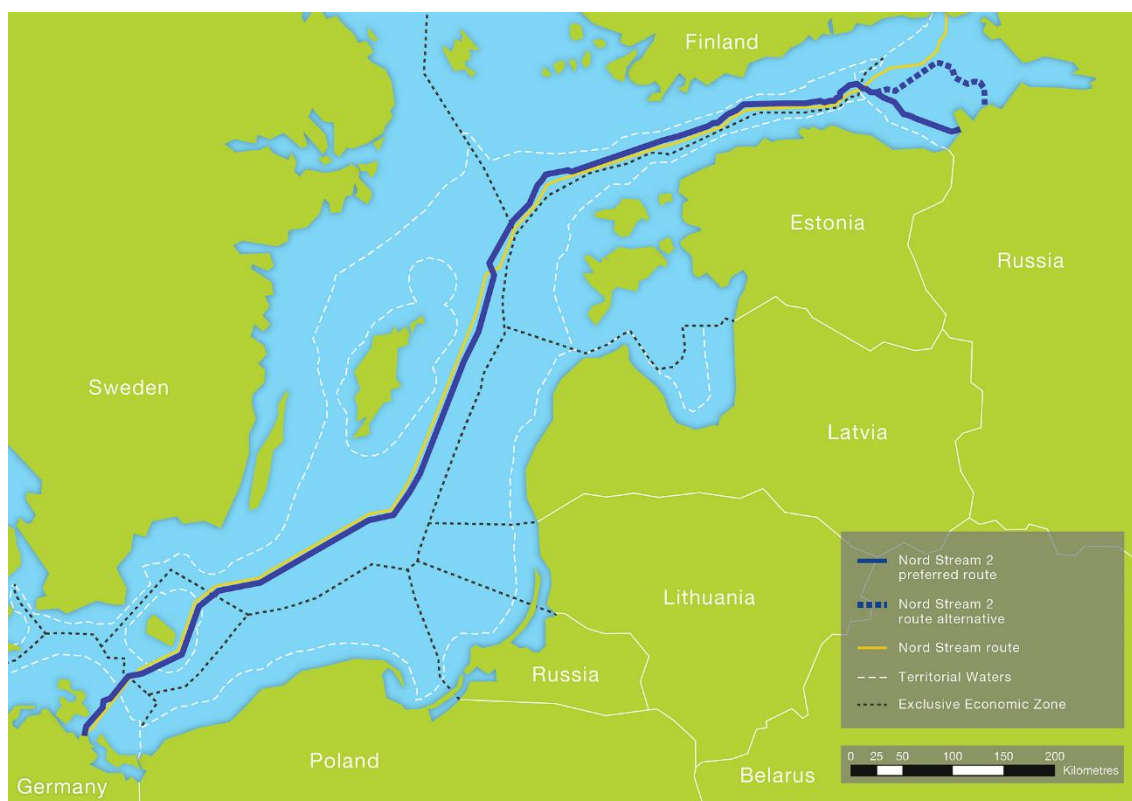 Finland
Estonia
Russia
Sweden
Latvia
Lithuania
Russia
Poland
Belarus
Germany
Nord Stream 2
preferred route
Nord Stream 2
route alternative
Nord Stream route
Territorial Waters
Exclusive Economic Zone
0 25 50 100 150 200
Kilometres